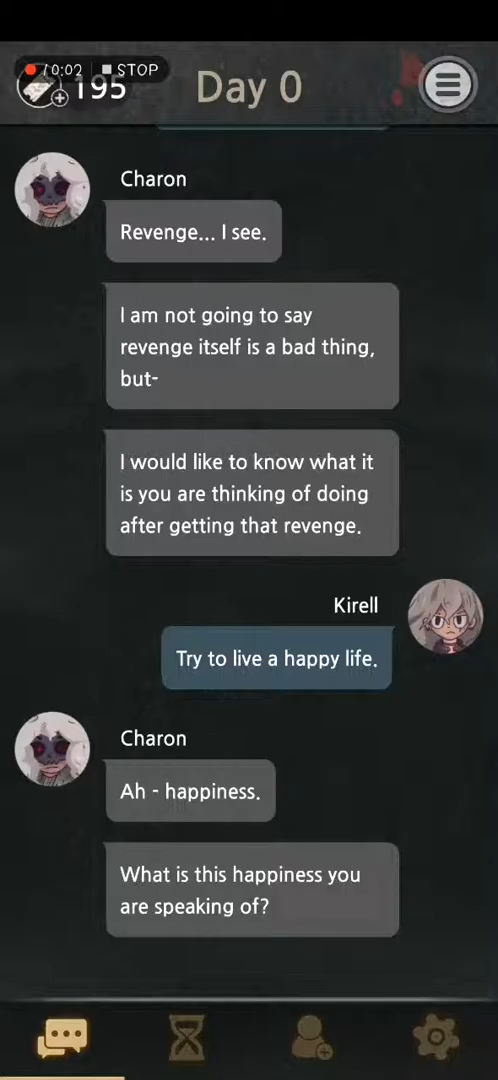 10:02 STOP
195
Day 0
Charon
Revenge... I see.
I am not going to say
revenge itself is a bad thing,
but-
I would like to know what it
is you are thinking of doing
after getting that revenge.
Kirell
Try to live a happy life.
Charon
Ah - happiness.
What is this happiness you
are speaking of?